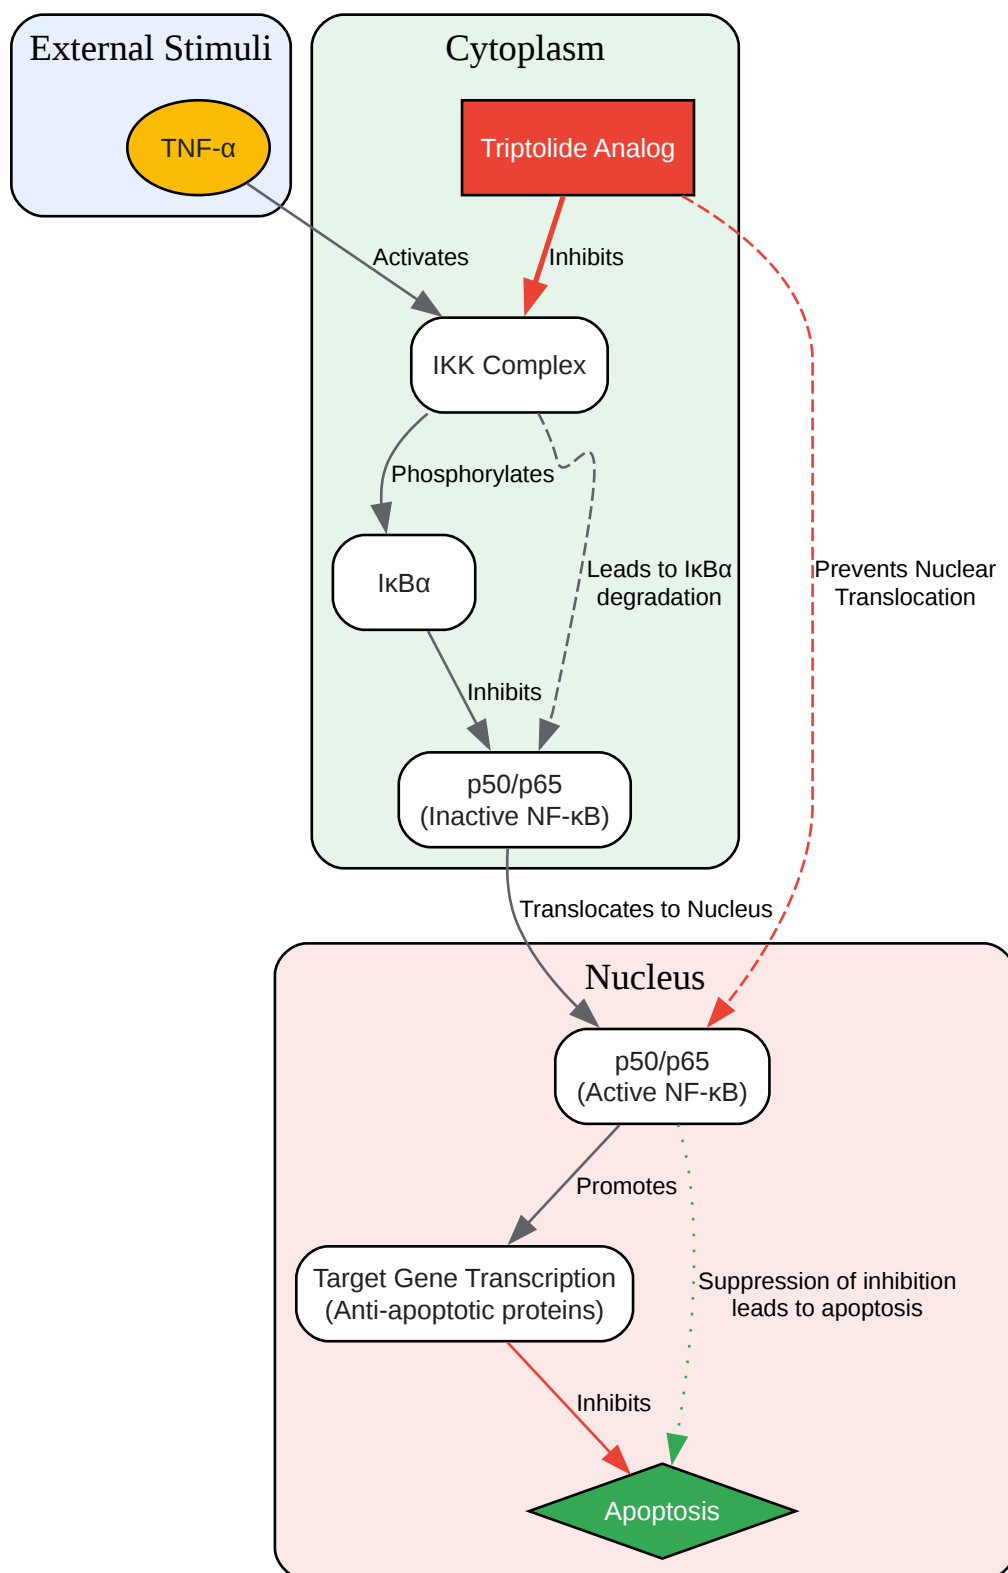 External Stimuli
Cytoplasm
TNF-α
Triptolide Analog
Activates
Inhibits
IKK Complex
Phosphorylates
IκBα
Leads to IκBα
degradation
Prevents Nuclear
Translocation
Inhibits
p50/p65
(Inactive NF-κB)
Translocates to Nucleus
Nucleus
p50/p65
(Active NF-κB)
Promotes
Target Gene Transcription
(Anti-apoptotic proteins)
Suppression of inhibition
leads to apoptosis
Inhibits
Apoptosis